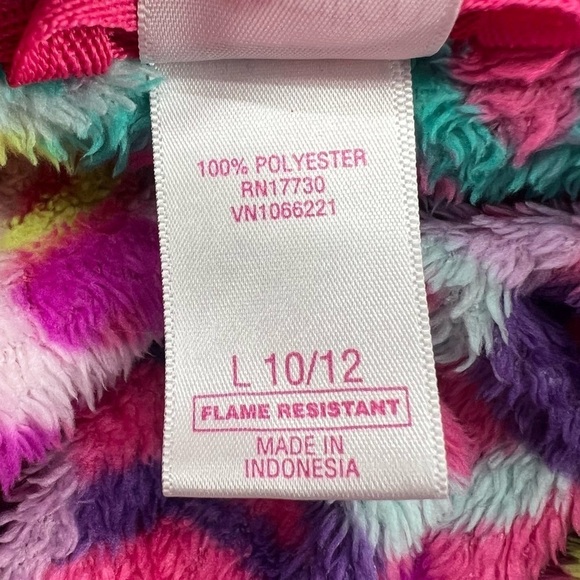 100% POLYESTER
RN17730
VN1066221
L 10/12
FLAME RESISTANT
MADE IN
INDONESIA